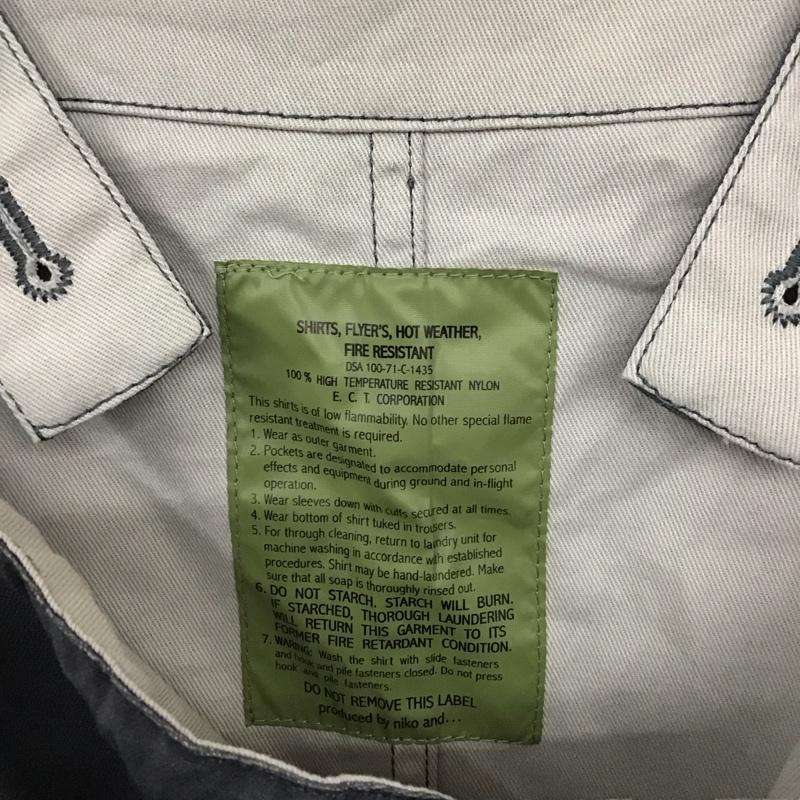 SHIRTS, FLYER'S, HOT WEATHER,
FIRE RESISTANT
DSA 100-71-C-1435
100% HIGH TEMPERATURE RESISTANT NYLON
E. C. T. CORPORATION
This shirts is of low flammability. No other special flame
resistant treatment is required.
1. Wear as outer garment.
2. Pockets are designated to accommodate personal
effects and equipment during ground and in-flight
operation.
3. Wear sleeves down with cuffs secured at all times.
4. Wear bottom of shirt tuked in trousers.
5. For through cleaning, return to laindry unit for
machine washing in accordance with established
procedures. Shirt may be hand-laundered. Make
sure that all soap is thoroughly rinsed out.
6. DO NOT STARCH. STARCH WILL BURN.
IF STARCHED, THOROUGH LAUNDERING
WILL RETURN THIS GARMENT TO ITS
FORMER FIRE RETARDANT CONDITION.
7. WARING: Wash the shirt with slide fasteners
and hook and pile fasteners closed. Do not press
hook and pile fasteners.
DO NOT REMOVE THIS LABEL
produced by niko and...